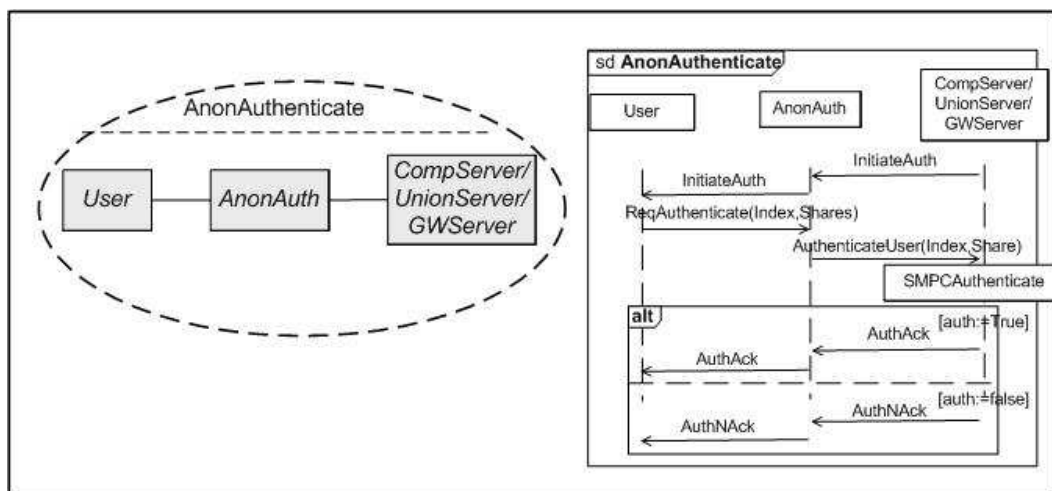 AnonAuthenticate
User
AnonAuth
CompServer/
UnionServer/
GWServer
sd AnonAuthenticate
User
AnonAuth
CompServer/
UnionServer/
GWServer
InitiateAuth
InitiateAuth
ReqAuthenticate(Index,Shares)
AuthenticateUser(Index,Share)
SMPCAuthenticate
alt
[auth:=True]
AuthAck
AuthAck
[auth:=false]
AuthNAck
AuthNAck